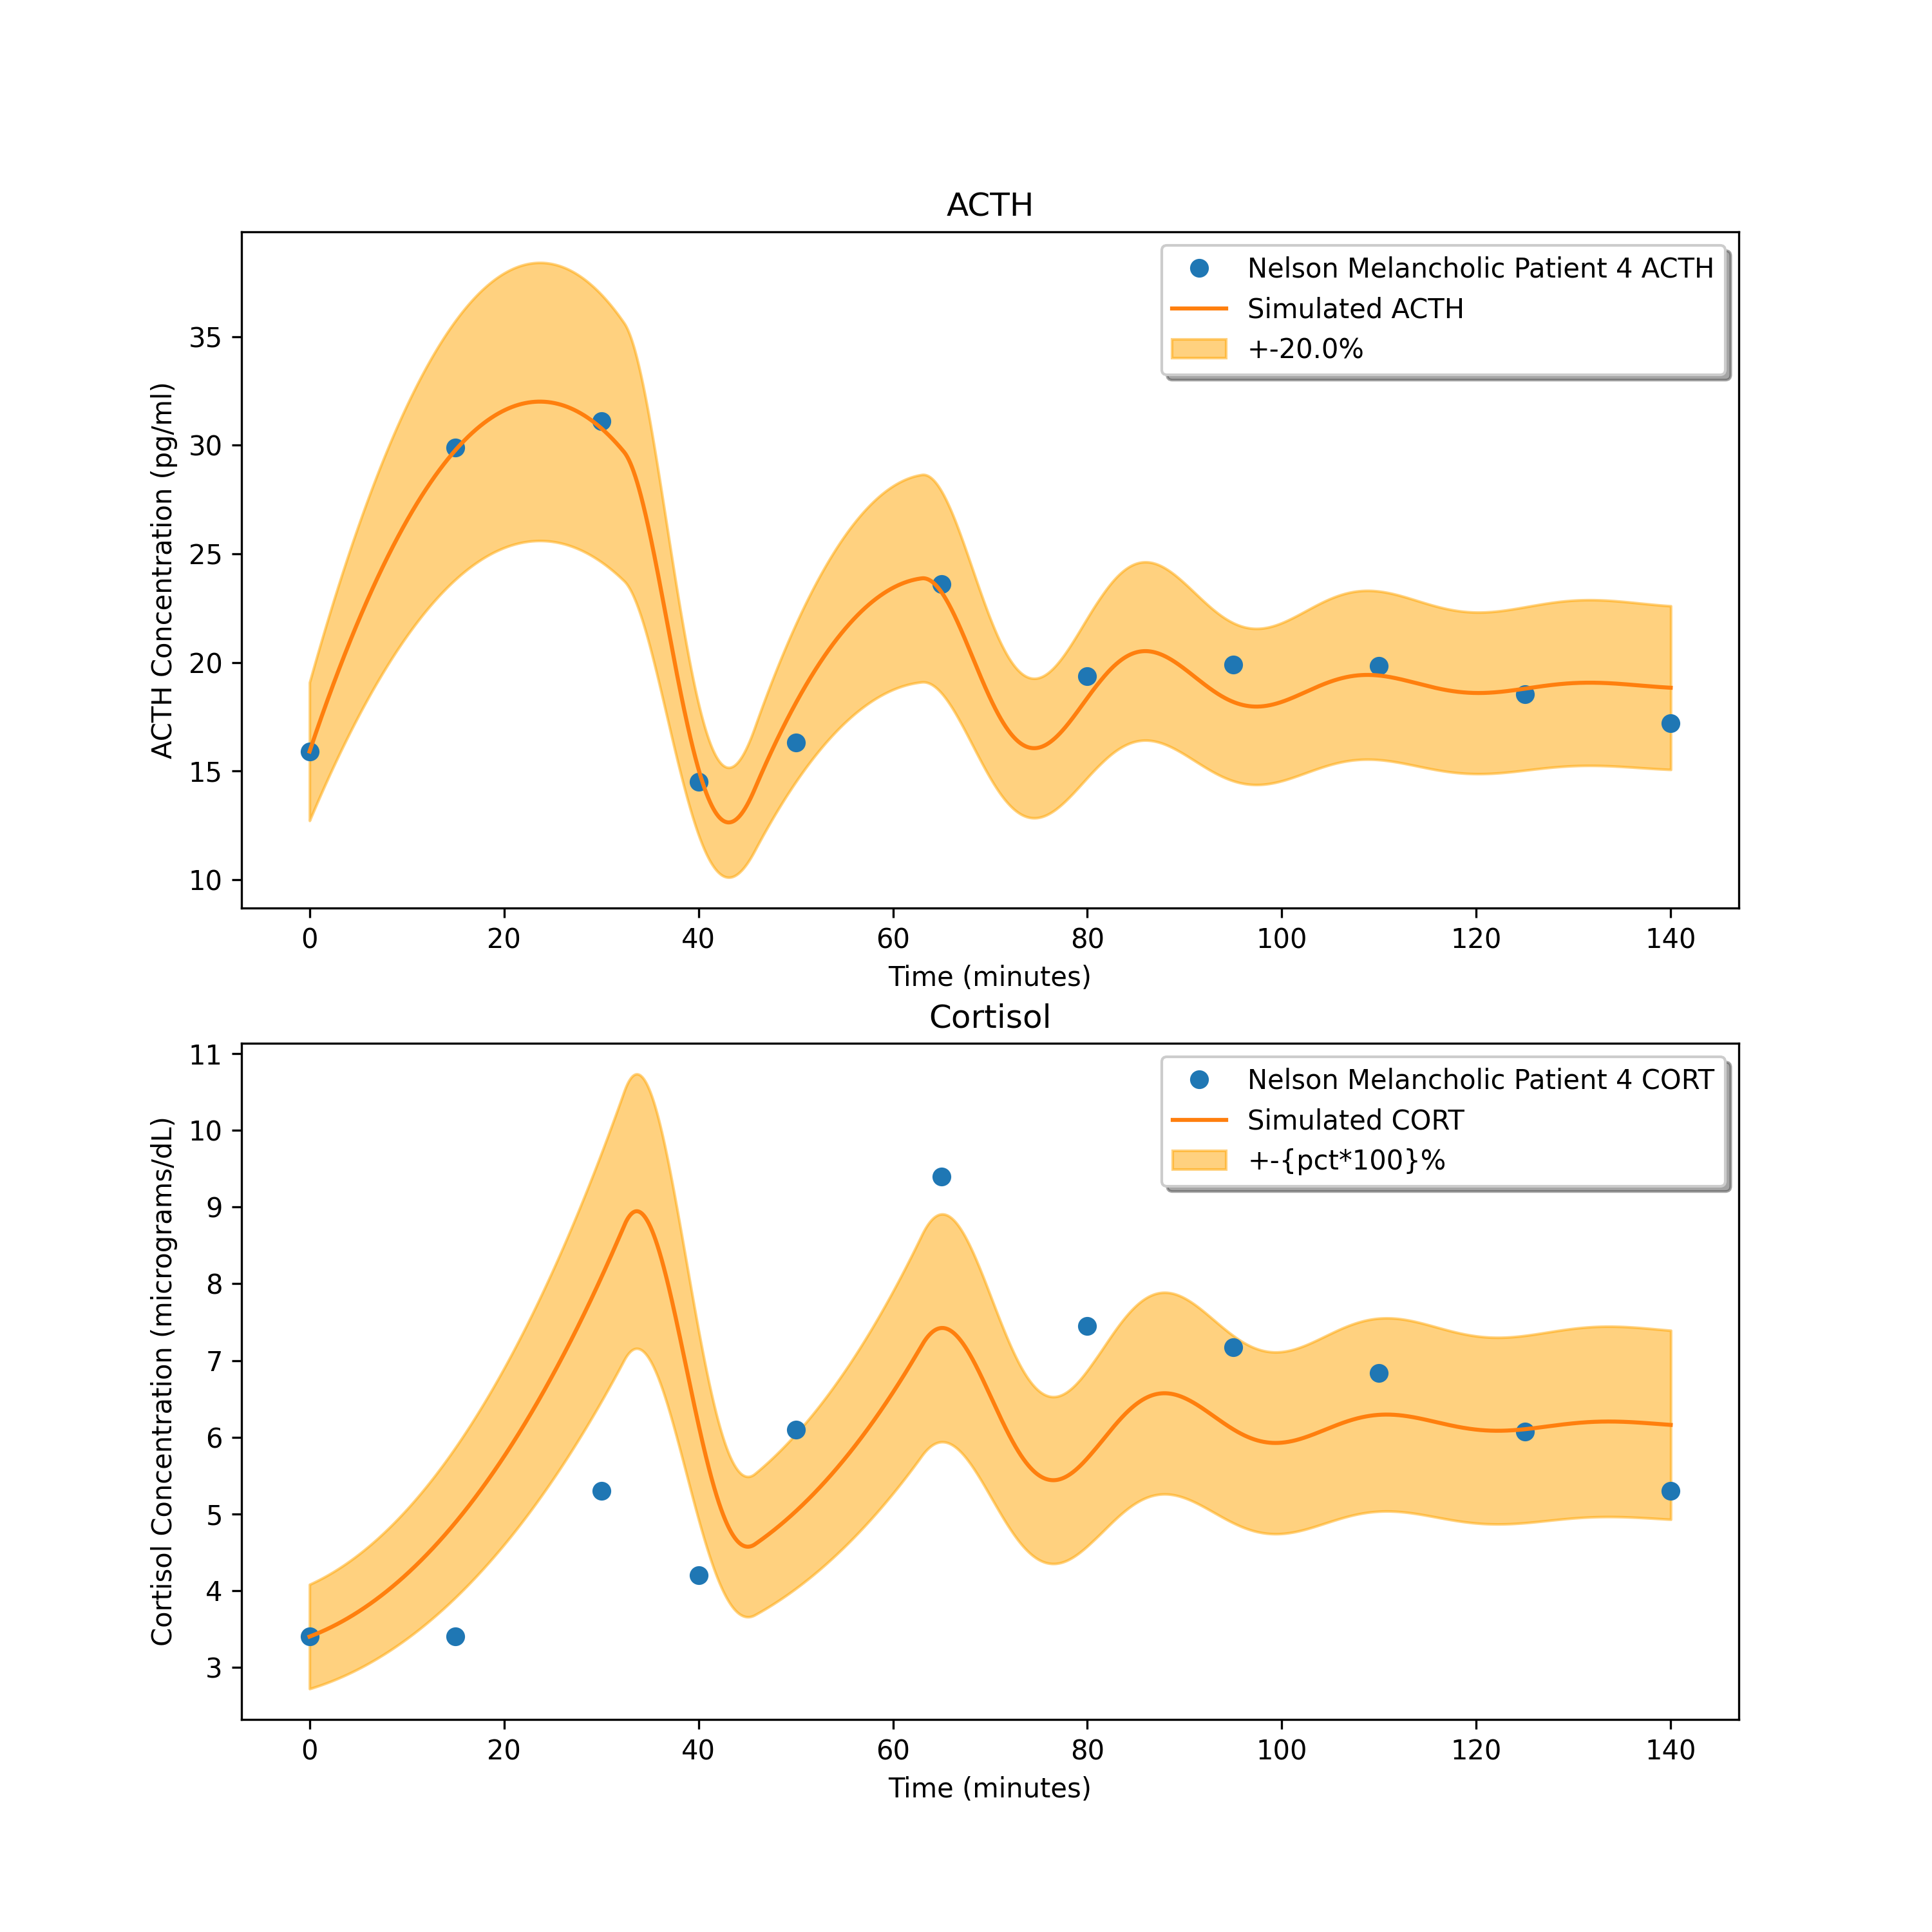 ACTH
Nelson Melancholic Patient 4 ACTH
Simulated ACTH
+-20.0%
ACTH Concentration (pg/ml)
35
30
25
20
15
10
0 20 40 60 80 100 120 140
Time (minutes)
Cortisol
Nelson Melancholic Patient 4 CORT
Simulated CORT
+-{pct*100}%
Cortisol Concentration (micrograms/dL)
11
10
9
8
7
6
5
4
3
0 20 40 60 80 100 120 140
Time (minutes)